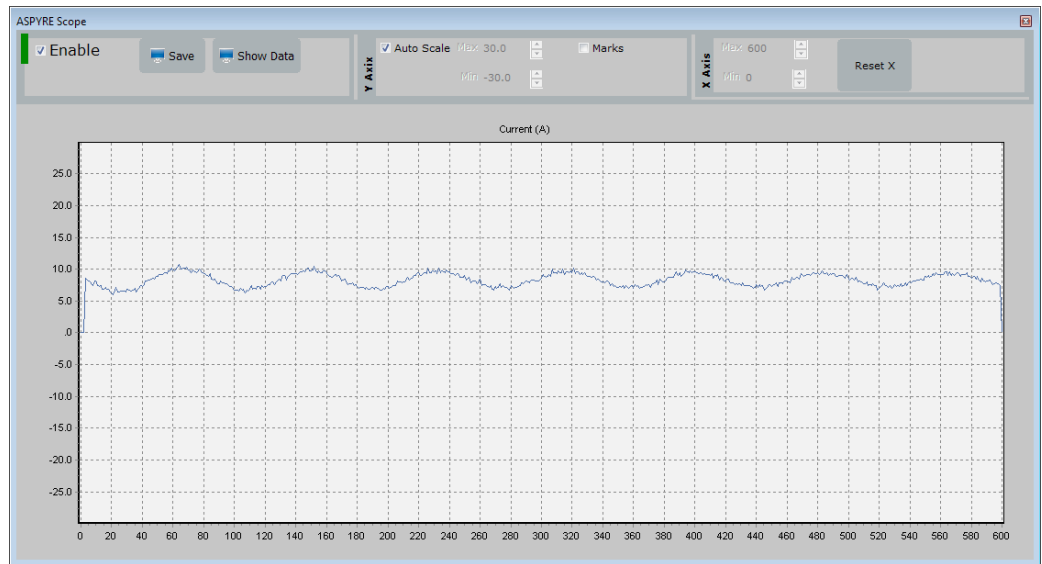 ASPYRE Scope
Enable
Save
Show Data
Y Axix
Auto Scale
Max 30.0
Min -30.0
Marks
X Axis
Max 600
Min 0
Reset X
Current (A)
25.0
20.0
15.0
10.0
5.0
.0
-5.0
-10.0
-15.0
-20.0
-25.0
0 20 40 60 80 100 120 140 160 180 200 220 240 260 280 300 320 340 360 380 400 420 440 460 480 500 520 540 560 580 600